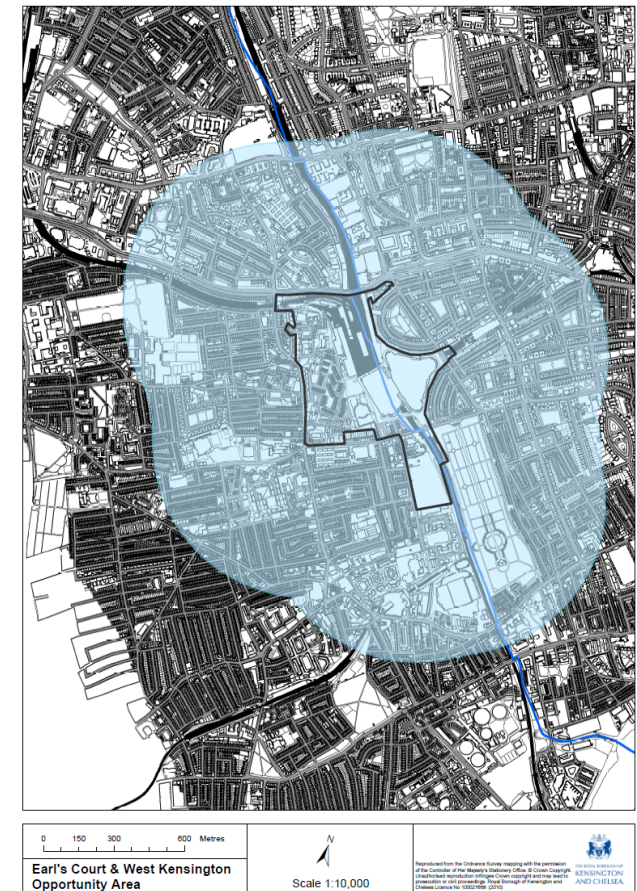 0 150 300 600 Metres
Earl's Court & West Kensington
Opportunity Area
N
Scale 1:10,000
Reproduced from the Ordnance Survey mapping with the permission
of the Controller of Her Majesty's Stationery Office. © Crown Copyright.
Unauthorised reproduction infringes Crown copyright and may lead to
prosecution or civil proceedings. Royal Borough of Kensington and
Chelsea Licence No 100021668 (2010)
THE ROYAL BOROUGH OF
KENSINGTON
AND CHELSEA